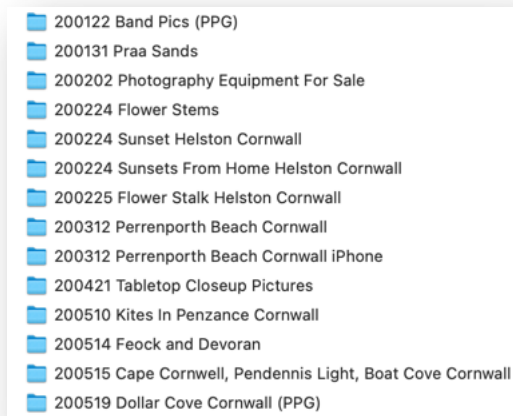 200122 Band Pics (PPG)
200131 Praa Sands
200202 Photography Equipment For Sale
200224 Flower Stems
200224 Sunset Helston Cornwall
200224 Sunsets From Home Helston Cornwall
200225 Flower Stalk Helston Cornwall
200312 Perrenporth Beach Cornwall
200312 Perrenporth Beach Cornwall iPhone
200421 Tabletop Closeup Pictures
200510 Kites In Penzance Cornwall
200514 Feock and Devoran
200515 Cape Cornwell, Pendennis Light, Boat Cove Cornwall
200519 Dollar Cove Cornwall (PPG)